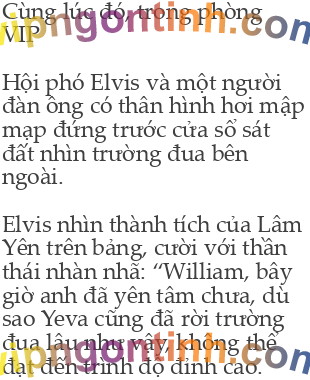 Cùng lúc đó, trong phòng
VIP
vipngontinh.com
Hội phó Elvis và một người
đàn ông có thân hình hơi mập
mạp đứng trước cửa sổ sát
đất nhìn trường đua bên
ngoài.
Elvis nhìn thành tích của Lâm
Yên trên bảng, cười với thần
thái nhàn nhã: “William, bây
giờ anh đã yên tâm chưa, dù
sao Yeva cũng đã rời trường
đua lâu như vậy, không thể
đạt đến trình độ đỉnh cao.
vipngontinh.com